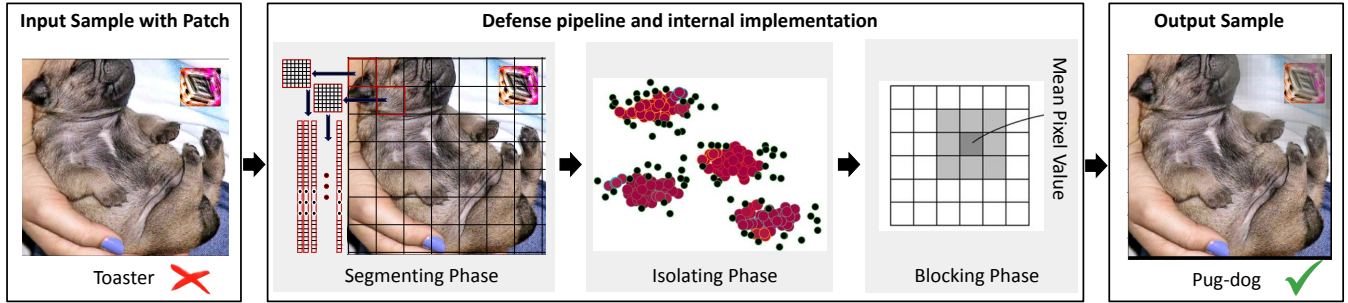 Input Sample with Patch
Toaster
Defense pipeline and internal implementation
Segmenting Phase
Isolating Phase
Mean Pixel Value
Blocking Phase
Output Sample
Pug-dog